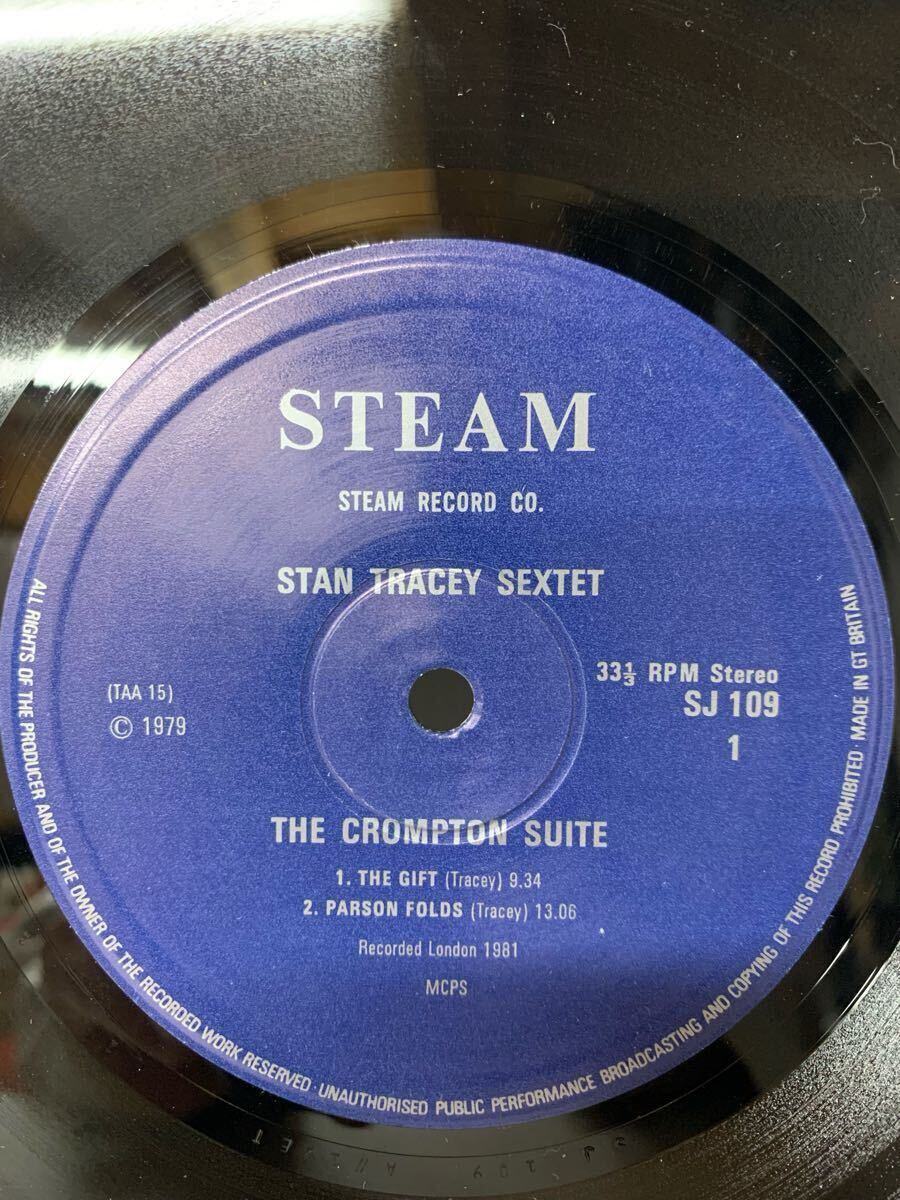 STEAM
STEAM RECORD CO.
STAN TRACEY SEXTET
(TAA 15)
© 1979
33⅓ RPM Stereo
SJ 109
1
THE CROMPTON SUITE
1. THE GIFT (Tracey) 9.34
2. PARSON FOLDS (Tracey) 13.06
Recorded London 1981
MCPS
ALL RIGHTS OF THE PRODUCER AND OF THE OWNER OF THE RECORDED WORK RESERVED · UNAUTHORISED PUBLIC PERFORMANCE BROADCASTING AND COPYING OF THIS RECORD PROHIBITED · MADE IN GT BRITAIN